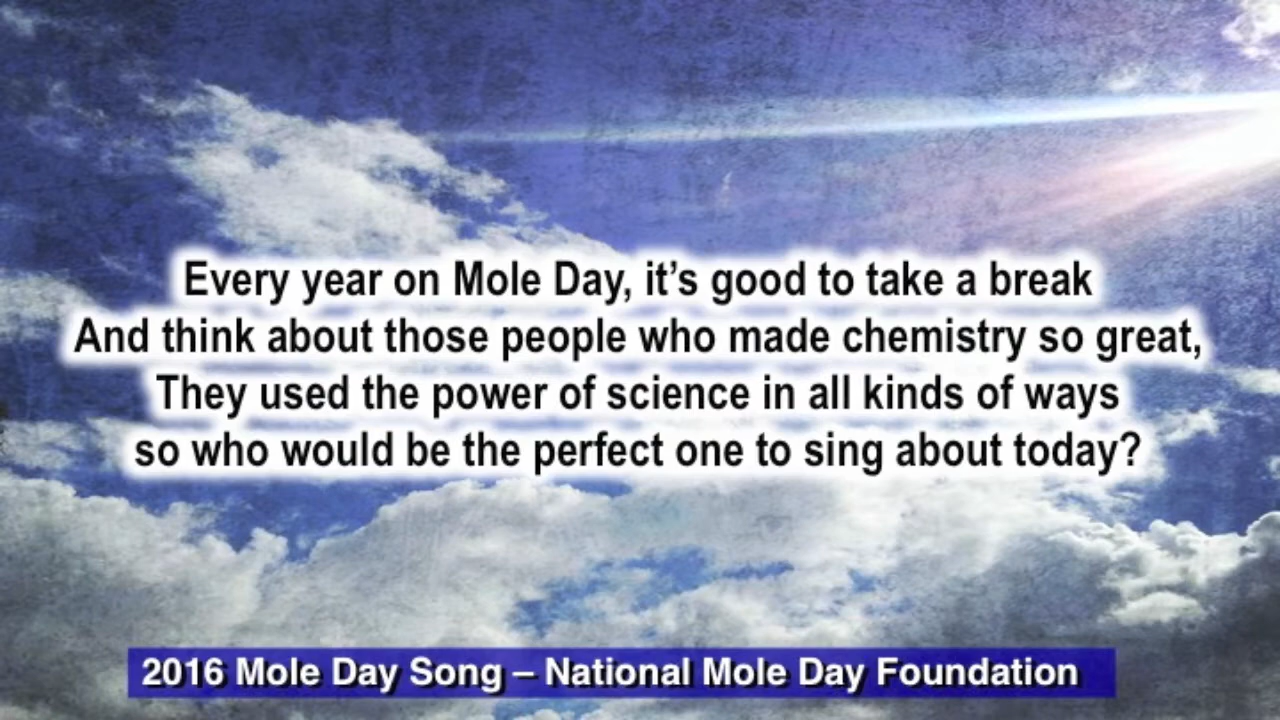 Every year on Mole Day, it’s good to take a break
And think about those people who made chemistry so great,
They used the power of science in all kinds of ways
so who would be the perfect one to sing about today?
2016 Mole Day Song – National Mole Day Foundation